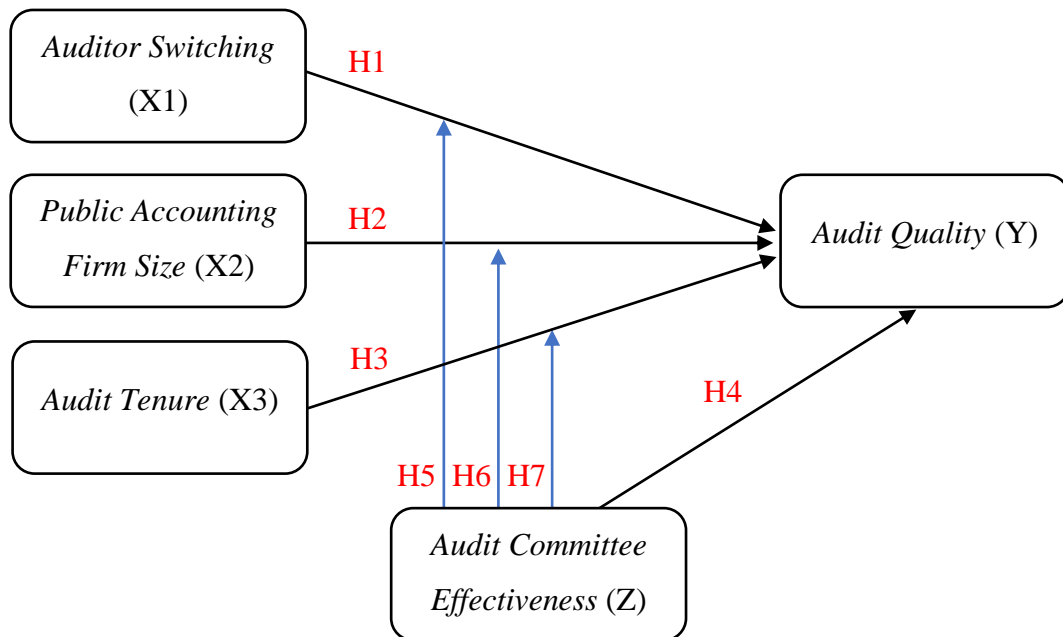 Auditor Switching
(X1)
H1
Public Accounting
Firm Size (X2)
H2
Audit Quality (Y)
Audit Tenure (X3)
H3
H4
H5
H6
H7
Audit Committee
Effectiveness (Z)